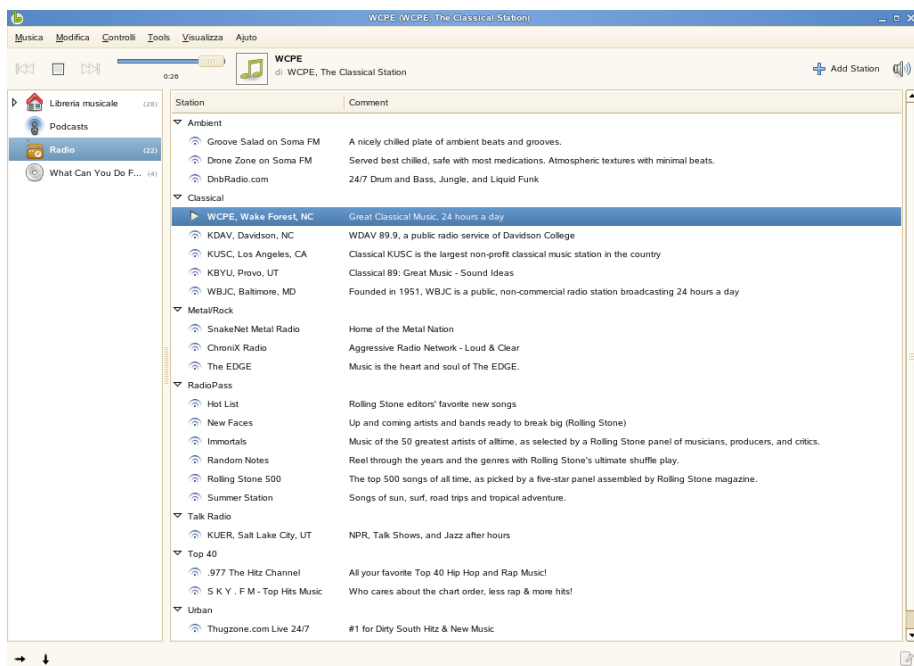 WCPE (WCPE, The Classical Station)
Musica Modifica Controlli Tools Visualizza Aiuto
WCPE
di WCPE, The Classical Station
0:26
Add Station
Libreria musicale (28)
Podcasts
Radio (22)
What Can You Do F... (4)
Station Comment
Ambient
Groove Salad on Soma FM A nicely chilled plate of ambient beats and grooves.
Drone Zone on Soma FM Served best chilled, safe with most medications. Atmospheric textures with minimal beats.
DnbRadio.com 24/7 Drum and Bass, Jungle, and Liquid Funk
Classical
WCPE, Wake Forest, NC Great Classical Music, 24 hours a day
KDAV, Davidson, NC WDAV 89.9, a public radio service of Davidson College
KUSC, Los Angeles, CA Classical KUSC is the largest non-profit classical music station in the country
KBYU, Provo, UT Classical 89: Great Music - Sound Ideas
WBJC, Baltimore, MD Founded in 1951, WBJC is a public, non-commercial radio station broadcasting 24 hours a day
Metal/Rock
SnakeNet Metal Radio Home of the Metal Nation
ChroniX Radio Aggressive Radio Network - Loud & Clear
The EDGE Music is the heart and soul of The EDGE.
RadioPass
Hot List Rolling Stone editors' favorite new songs
New Faces Up and coming artists and bands ready to break big (Rolling Stone)
Immortals Music of the 50 greatest artists of alltime, as selected by a Rolling Stone panel of musicians, producers, and critics.
Random Notes Reel through the years and the genres with Rolling Stone's ultimate shuffle play.
Rolling Stone 500 The top 500 songs of all time, as picked by a five-star panel assembled by Rolling Stone magazine.
Summer Station Songs of sun, surf, road trips and tropical adventure.
Talk Radio
KUER, Salt Lake City, UT NPR, Talk Shows, and Jazz after hours
Top 40
.977 The Hitz Channel All your favorite Top 40 Hip Hop and Rap Music!
S K Y . F M - Top Hits Music Who cares about the chart order, less rap & more hits!
Urban
Thugzone.com Live 24/7 #1 for Dirty South Hitz & New Music